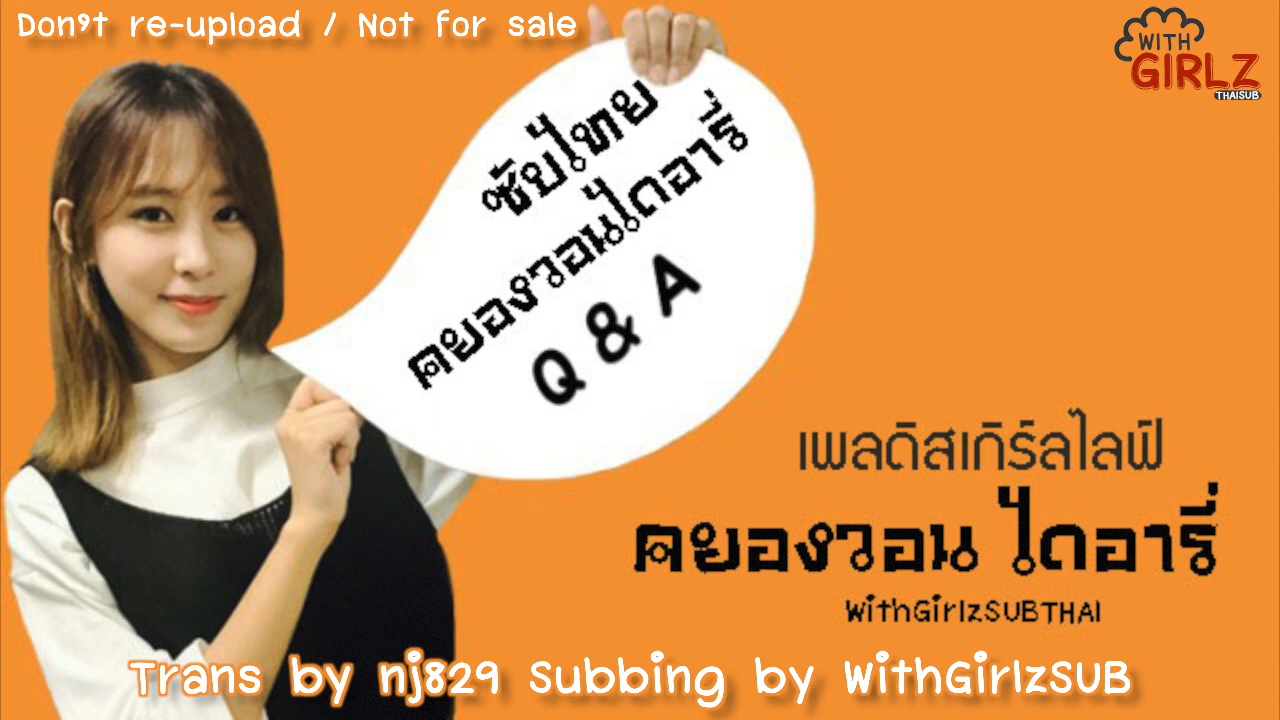 Don't re-upload / Not for sale
WITH
GIRLZ
THAISUB
ซับไทย
คยองวอนไดอารี่
Q & A
เพลดิสเกิร์ลไลฟ์
คยองวอน ไดอารี่
WithGirlzSUBTHAI
Trans by nj829 Subbing by WithGirlzSUB